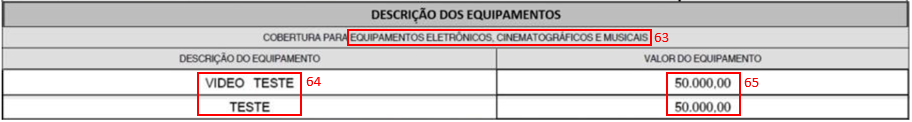 DESCRIÇÃO DOS EQUIPAMENTOS
COBERTURA PARA EQUIPAMENTOS ELETRÔNICOS, CINEMATOGRÁFICOS E MUSICAIS 63
DESCRIÇÃO DO EQUIPAMENTO VALOR DO EQUIPAMENTO
VIDEO TESTE 64 50.000,00 65
TESTE 50.000,00